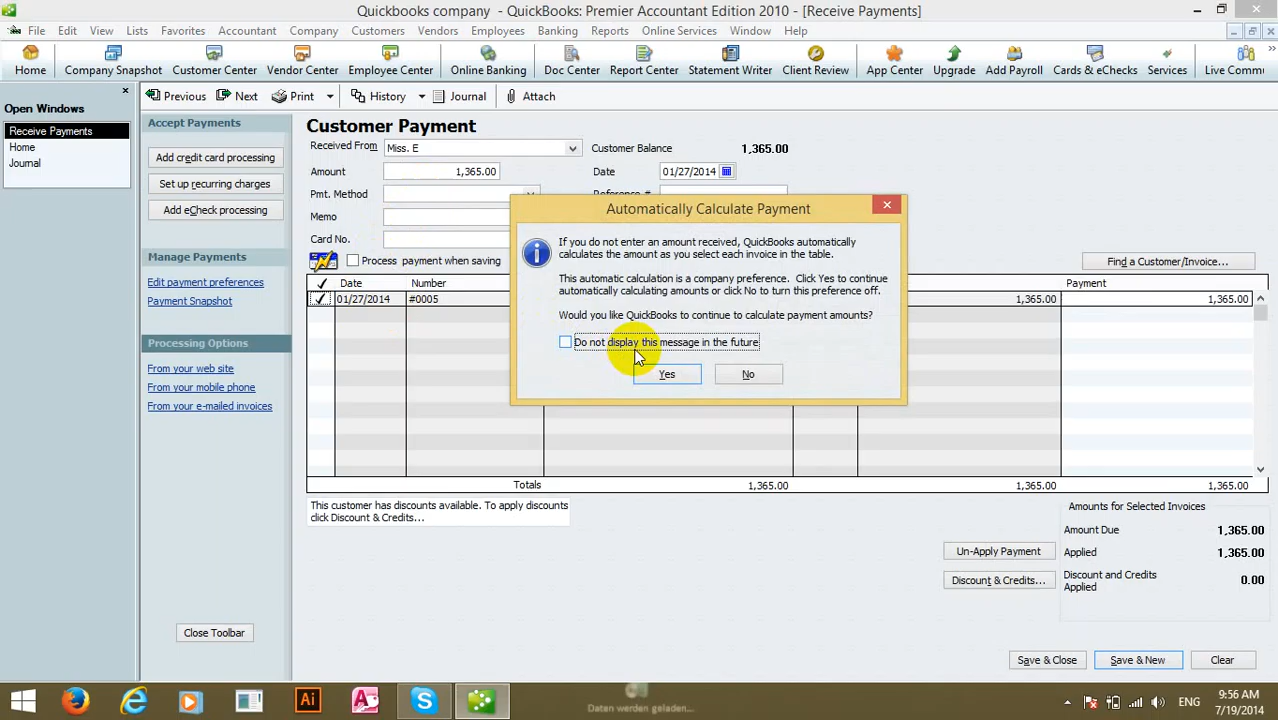 Quickbooks company - QuickBooks: Premier Accountant Edition 2010 - [Receive Payments]
File Edit View Lists Favorites Accountant Company Customers Vendors Employees Banking Reports Online Services Window Help
Home Company Snapshot Customer Center Vendor Center Employee Center Online Banking Doc Center Report Center Statement Writer Client Review App Center Upgrade Add Payroll Cards & eChecks Services Live Commu
Previous Next Print History Journal Attach
Open Windows
Receive Payments
Home
Journal
Accept Payments
Add credit card processing
Set up recurring charges
Add eCheck processing
Manage Payments
Edit payment preferences
Payment Snapshot
Processing Options
From your web site
From your mobile phone
From your e-mailed invoices
Close Toolbar
Customer Payment
Received From Miss. E Customer Balance 1,365.00
Amount 1,365.00 Date 01/27/2014
Pmt. Method Reference #
Memo
Card No.
Process payment when saving Find a Customer/Invoice...
Date Number Payment
01/27/2014 #0005 1,365.00 1,365.00
Automatically Calculate Payment
If you do not enter an amount received, QuickBooks automatically
calculates the amount as you select each invoice in the table.
This automatic calculation is a company preference. Click Yes to continue
automatically calculating amounts or click No to turn this preference off.
Would you like QuickBooks to continue to calculate payment amounts?
Do not display this message in the future
Yes No
Totals 1,365.00 1,365.00 1,365.00
This customer has discounts available. To apply discounts
click Discount & Credits...
Amounts for Selected Invoices
Amount Due 1,365.00
Un-Apply Payment Applied 1,365.00
Discount & Credits... Discount and Credits
Applied 0.00
Save & Close Save & New Clear
Daten werden geladen...
ENG
9:56 AM
7/19/2014